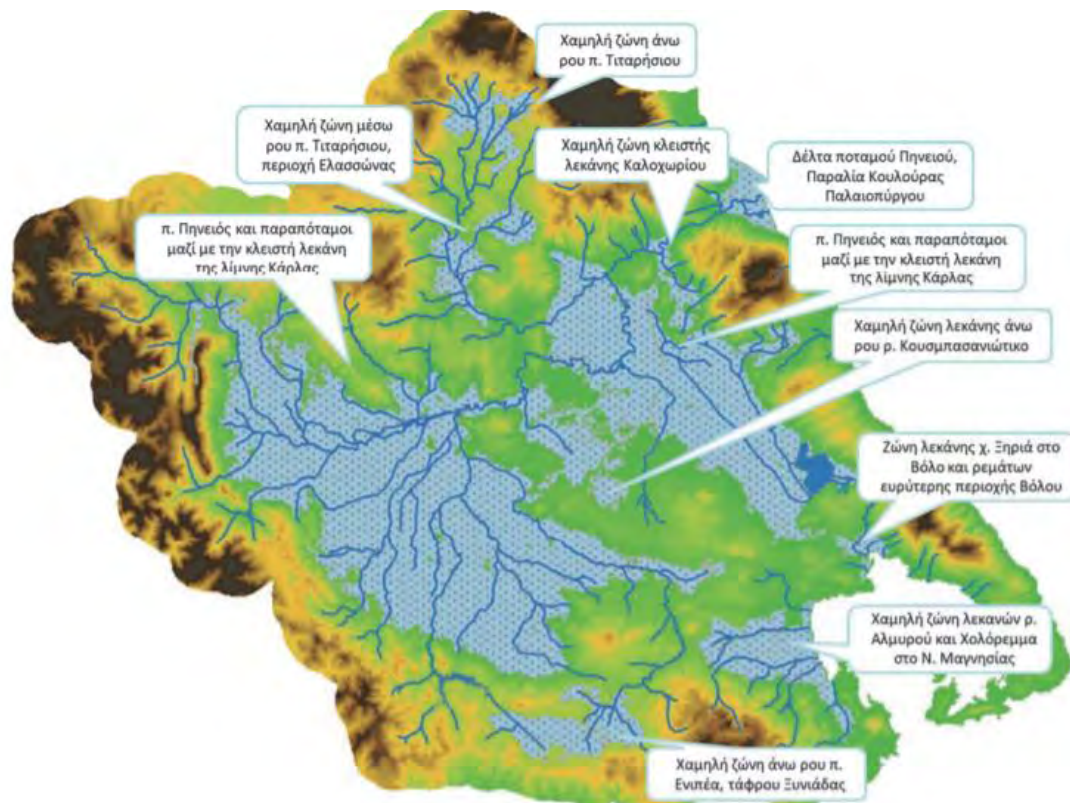 Χαμηλή ζώνη άνω
ρου π. Τιταρήσιου
Χαμηλή ζώνη μέσω
ρου π. Τιταρήσιου,
περιοχή Ελασσώνας
Χαμηλή ζώνη κλειστής
λεκάνης Καλοχωρίου
Δέλτα ποταμού Πηνειού,
Παραλία Κουλούρας
Παλαιοπύργου
π. Πηνειός και παραπόταμοι
μαζί με την κλειστή λεκάνη
της λίμνης Κάρλας
π. Πηνειός και παραπόταμοι
μαζί με την κλειστή λεκάνη
της λίμνης Κάρλας
Χαμηλή ζώνη λεκάνης άνω
ρου ρ. Κουσμπασανιώτικο
Ζώνη λεκάνης χ. Ξηριά στο
Βόλο και ρεμάτων
ευρύτερης περιοχής Βόλου
Χαμηλή ζώνη λεκανών ρ.
Αλμυρού και Χολόρεμμα
στο Ν. Μαγνησίας
Χαμηλή ζώνη άνω ρου π.
Ενιπέα, τάφρου Ξυνιάδας